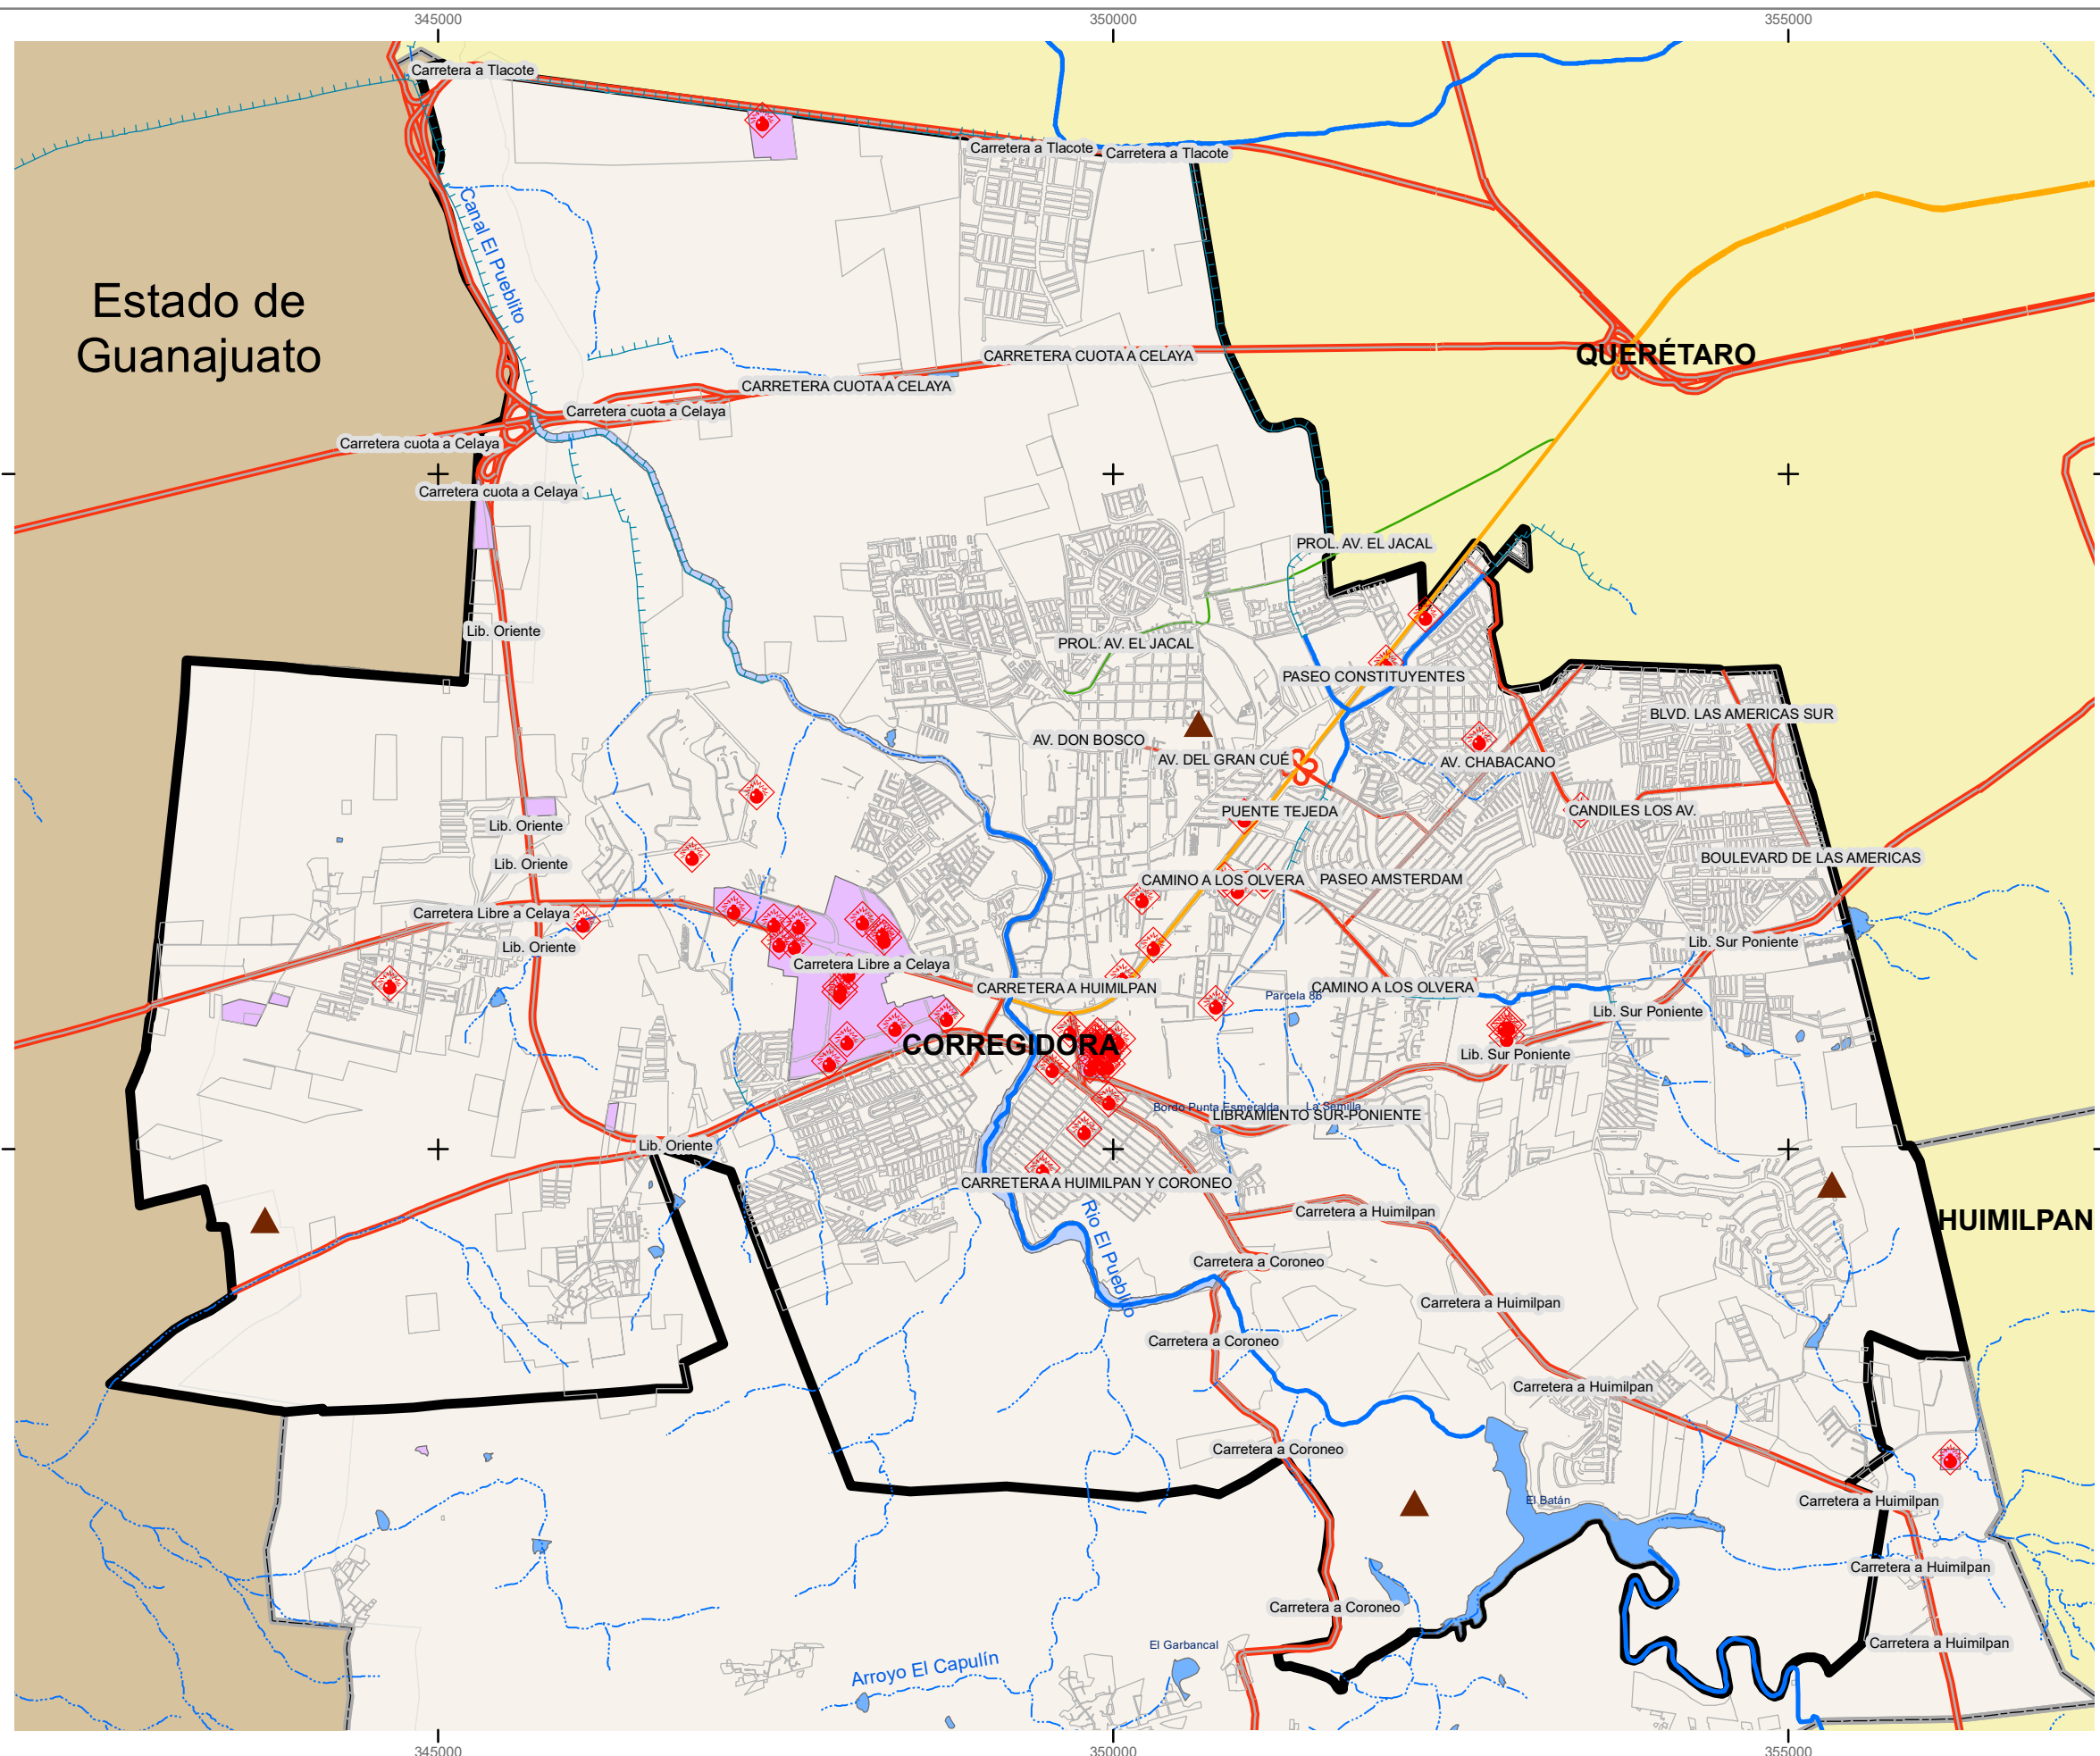 345000
350000
355000
Carretera a Tlacote
Carretera a Tlacote
Carretera a Tlacote
Canal El Pueblito
Estado de
Guanajuato
CARRETERA CUOTA A CELAYA
QUERÉTARO
CARRETERA CUOTA A CELAYA
Carretera cuota a Celaya
Carretera cuota a Celaya
Carretera cuota a Celaya
PROL. AV. EL JACAL
Lib. Oriente
PROL. AV. EL JACAL
PASEO CONSTITUYENTES
BLVD. LAS AMERICAS SUR
AV. DON BOSCO
AV. DEL GRAN CUÉ
AV. CHABACANO
PUENTE TEJEDA
CANDILES LOS AV.
Lib. Oriente
BOULEVARD DE LAS AMERICAS
Lib. Oriente
CAMINO A LOS OLVERA
PASEO AMSTERDAM
Carretera Libre a Celaya
Lib. Oriente
Lib. Sur Poniente
Carretera Libre a Celaya
CARRETERA A HUIMILPAN
CAMINO A LOS OLVERA
Parcela 86
Lib. Sur Poniente
CORREGIDORA
Lib. Sur Poniente
Bordo Punta Esmeralda
La Semilla
LIBRAMIENTO SUR-PONIENTE
Lib. Oriente
CARRETERA A HUIMILPAN Y CORONEO
Carretera a Huimilpan
HUIMILPAN
Rio El Pueblito
Carretera a Coroneo
Carretera a Huimilpan
Carretera a Coroneo
Carretera a Huimilpan
Carretera a Coroneo
El Batán
Carretera a Huimilpan
Carretera a Huimilpan
Carretera a Coroneo
El Garbancal
Carretera a Huimilpan
Arroyo El Capulín
345000
350000
355000